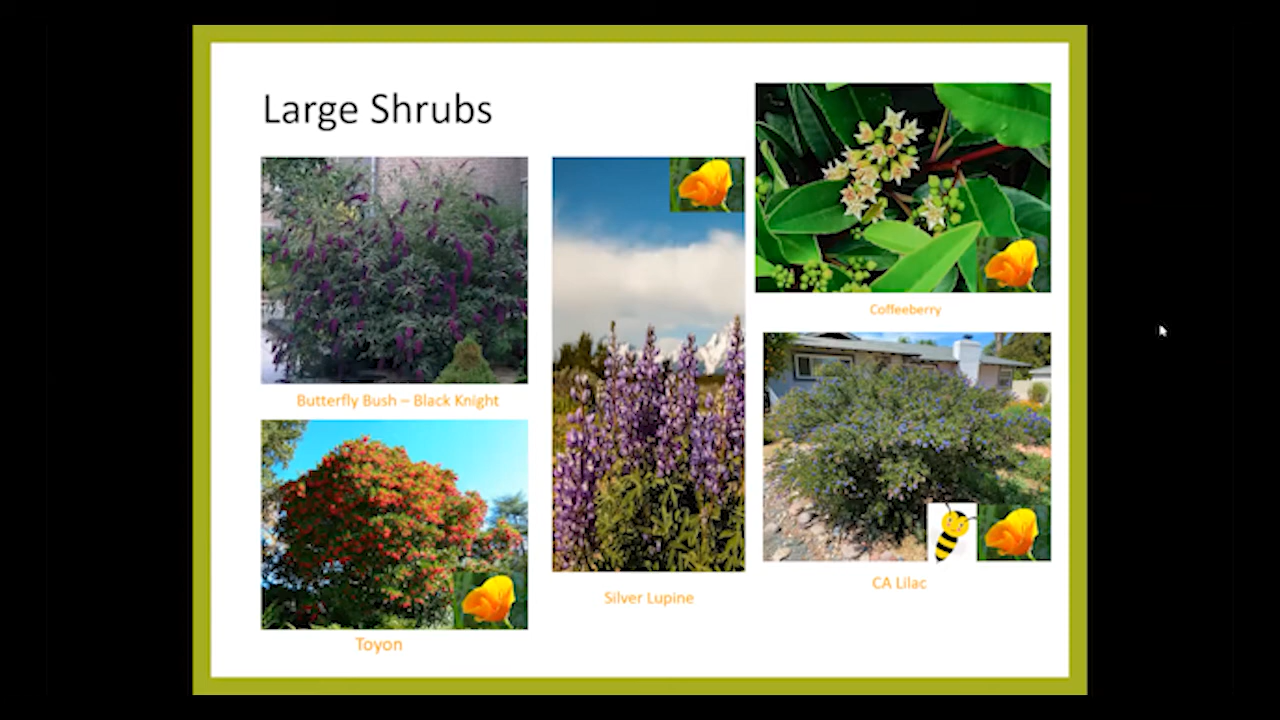 Large Shrubs
Butterfly Bush – Black Knight
Toyon
Silver Lupine
Coffeeberry
CA Lilac